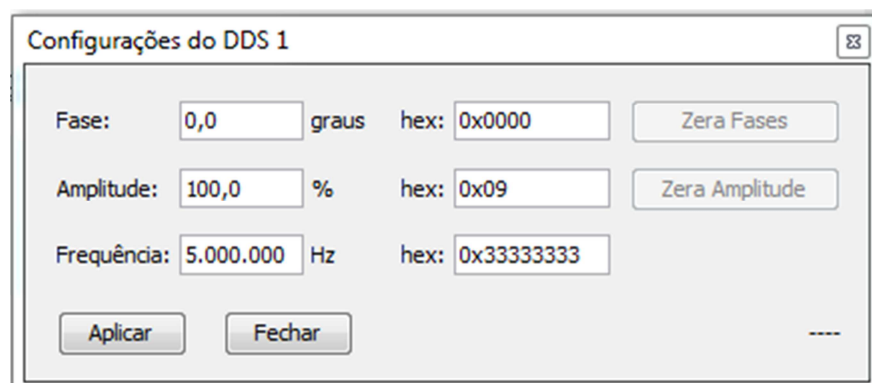 Configurações do DDS 1
Fase: 0,0 graus hex: 0x0000 Zera Fases
Amplitude: 100,0 % hex: 0x09 Zera Amplitude
Frequência: 5.000.000 Hz hex: 0x33333333
Aplicar Fechar ----